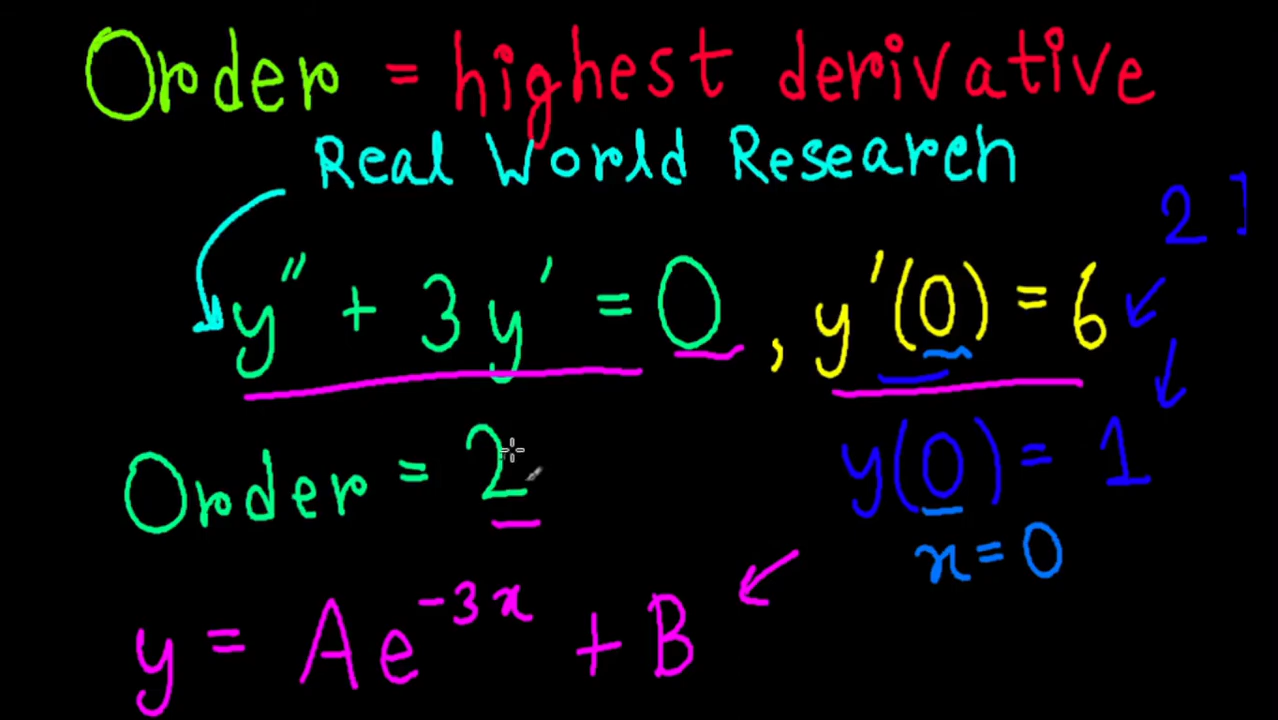 Order = highest derivative
Real World Research
2 ]
y" + 3y' = 0, y'(0) = 6
Order = 2
y(0) = 1
x = 0
y = Ae^{-3x} + B